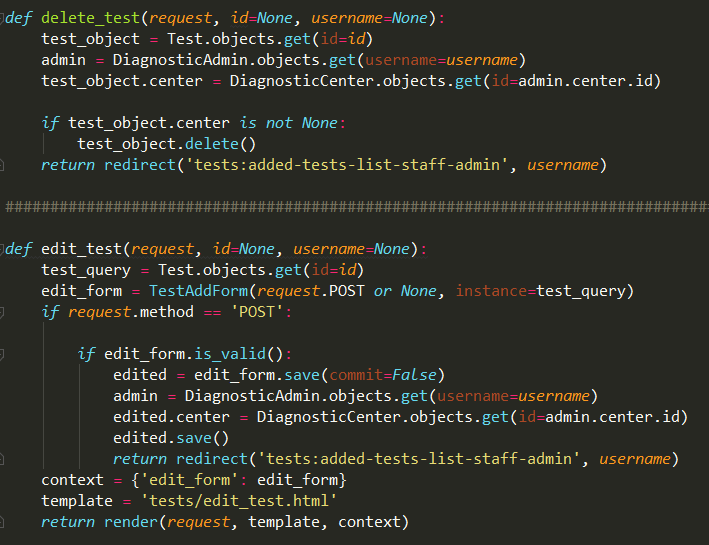 def delete_test(request, id=None, username=None):
    test_object = Test.objects.get(id=id)
    admin = DiagnosticAdmin.objects.get(username=username)
    test_object.center = DiagnosticCenter.objects.get(id=admin.center.id)

    if test_object.center is not None:
        test_object.delete()
    return redirect('tests:added-tests-list-staff-admin', username)

##############################################################################

def edit_test(request, id=None, username=None):
    test_query = Test.objects.get(id=id)
    edit_form = TestAddForm(request.POST or None, instance=test_query)
    if request.method == 'POST':

        if edit_form.is_valid():
            edited = edit_form.save(commit=False)
            admin = DiagnosticAdmin.objects.get(username=username)
            edited.center = DiagnosticCenter.objects.get(id=admin.center.id)
            edited.save()
            return redirect('tests:added-tests-list-staff-admin', username)
    context = {'edit_form': edit_form}
    template = 'tests/edit_test.html'
    return render(request, template, context)